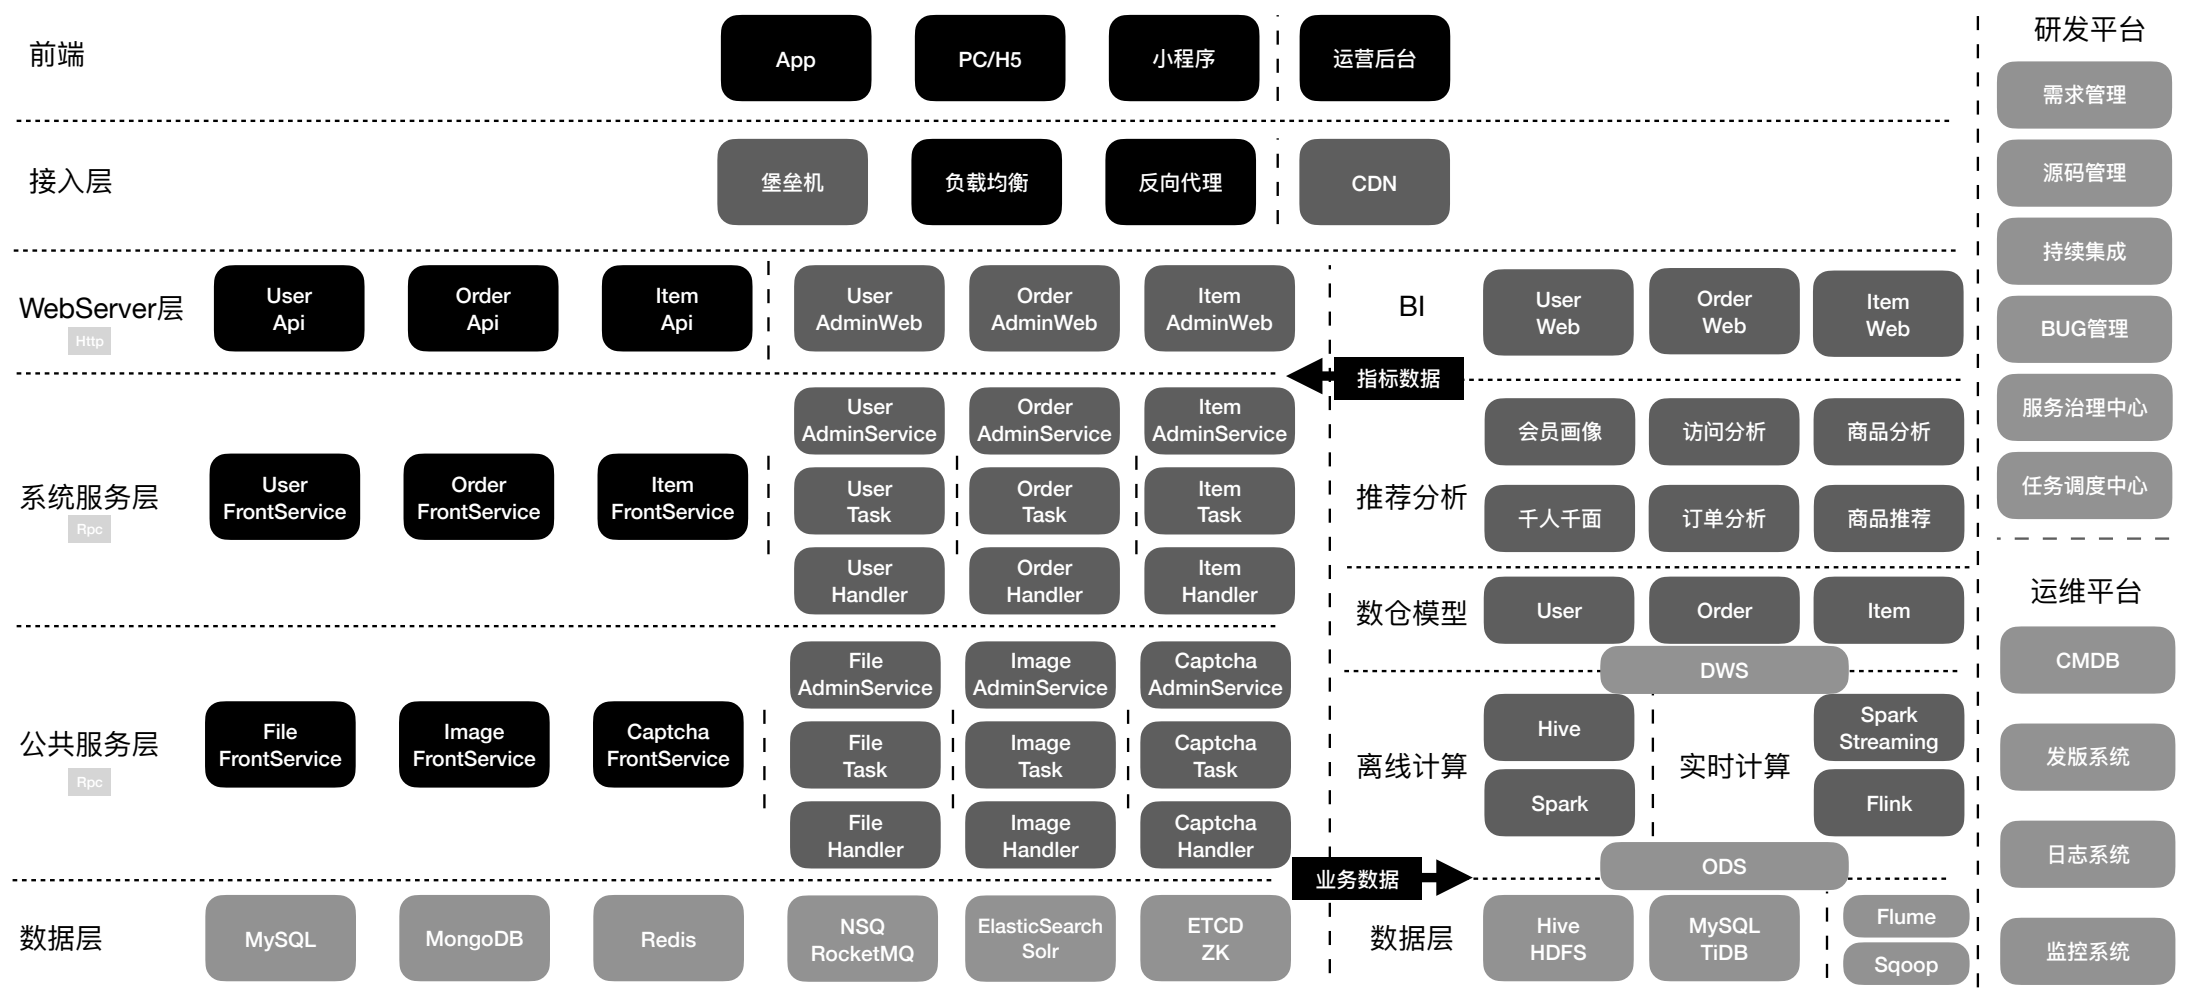 前端
App
PC/H5
小程序
运营后台
接入层
堡垒机
负载均衡
反向代理
CDN
WebServer层
Http
User
Api
Order
Api
Item
Api
User
AdminWeb
Order
AdminWeb
Item
AdminWeb
系统服务层
Rpc
User
FrontService
Order
FrontService
Item
FrontService
User
AdminService
Order
AdminService
Item
AdminService
User
Task
Order
Task
Item
Task
User
Handler
Order
Handler
Item
Handler
公共服务层
Rpc
File
FrontService
Image
FrontService
Captcha
FrontService
File
AdminService
Image
AdminService
Captcha
AdminService
File
Task
Image
Task
Captcha
Task
File
Handler
Image
Handler
Captcha
Handler
数据层
MySQL
MongoDB
Redis
NSQ
RocketMQ
ElasticSearch
Solr
ETCD
ZK
BI
User
Web
Order
Web
Item
Web
指标数据
推荐分析
会员画像
访问分析
商品分析
千人千面
订单分析
商品推荐
数仓模型
User
Order
Item
DWS
离线计算
Hive
Spark
实时计算
Spark
Streaming
Flink
ODS
业务数据
数据层
Hive
HDFS
MySQL
TiDB
Flume
Sqoop
研发平台
需求管理
源码管理
持续集成
BUG管理
服务治理中心
任务调度中心
运维平台
CMDB
发版系统
日志系统
监控系统